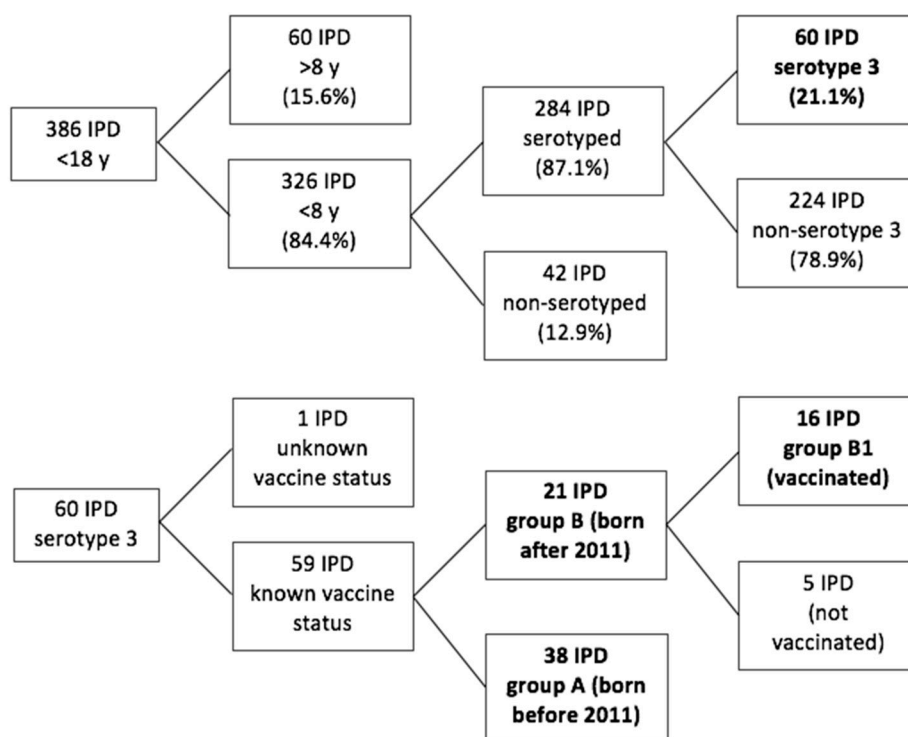 386 IPD
<18 y
60 IPD
>8 y
(15.6%)
326 IPD
<8 y
(84.4%)
284 IPD
serotyped
(87.1%)
42 IPD
non-serotyped
(12.9%)
60 IPD
serotype 3
(21.1%)
224 IPD
non-serotype 3
(78.9%)
60 IPD
serotype 3
1 IPD
unknown
vaccine status
59 IPD
known vaccine
status
21 IPD
group B (born
after 2011)
38 IPD
group A (born
before 2011)
16 IPD
group B1
(vaccinated)
5 IPD
(not
vaccinated)